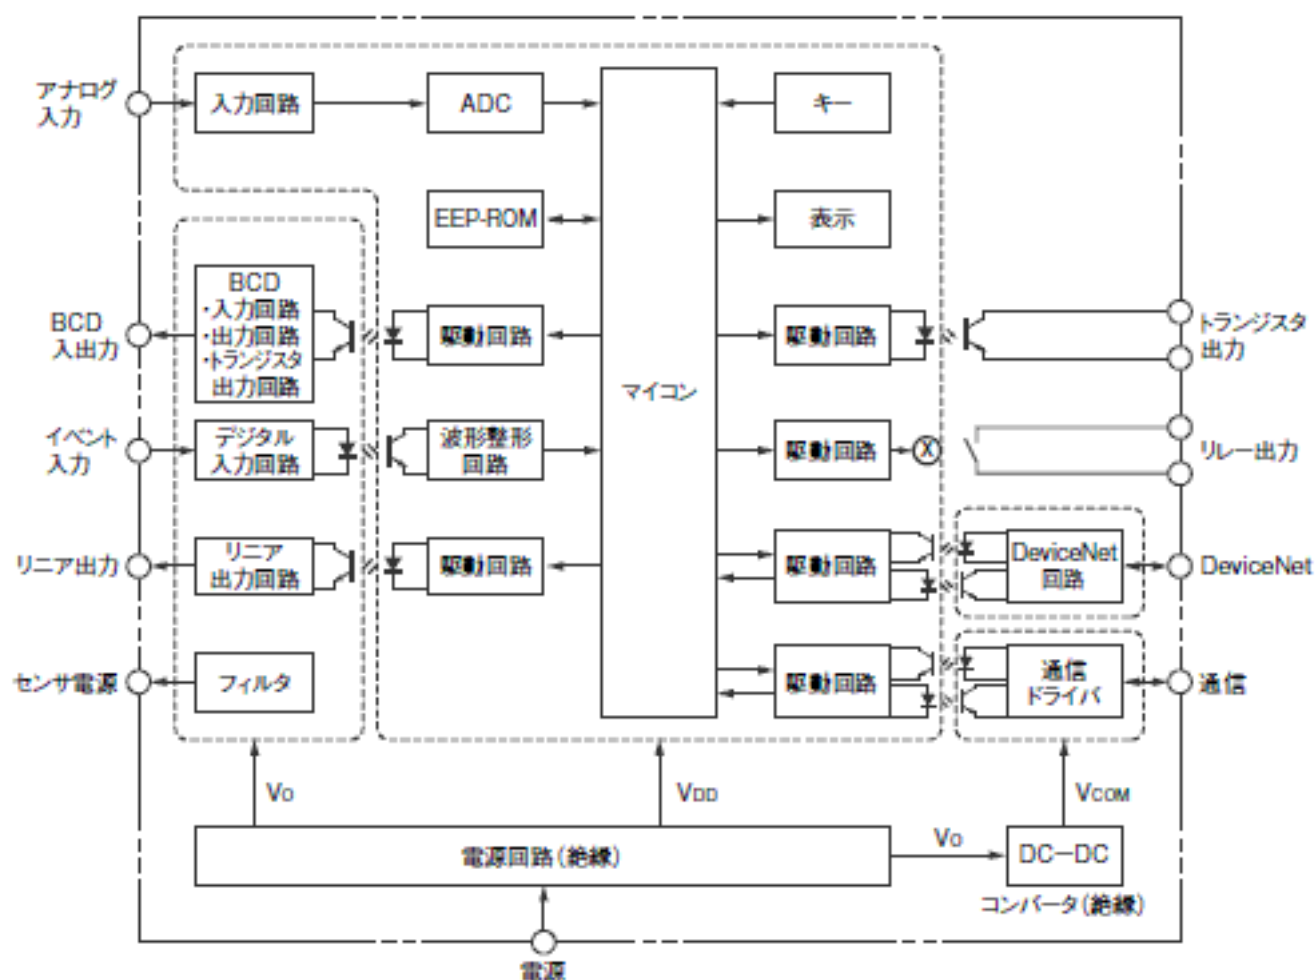 アナログ
入力
入力回路
ADC
キー
EEP-ROM
表示
マイコン
BCD
入出力
BCD
・入力回路
・出力回路
・トランジスタ
出力回路
駆動回路
駆動回路
トランジスタ
出力
イベント
入力
デジタル
入力回路
波形整形
回路
駆動回路
X
リレー出力
リニア出力
リニア
出力回路
駆動回路
駆動回路
DeviceNet
回路
DeviceNet
センサ電源
フィルタ
駆動回路
通信
ドライバ
通信
VO
VDD
VCOM
電源回路(絶縁)
VO
DC－DC
コンバータ(絶縁)
電源